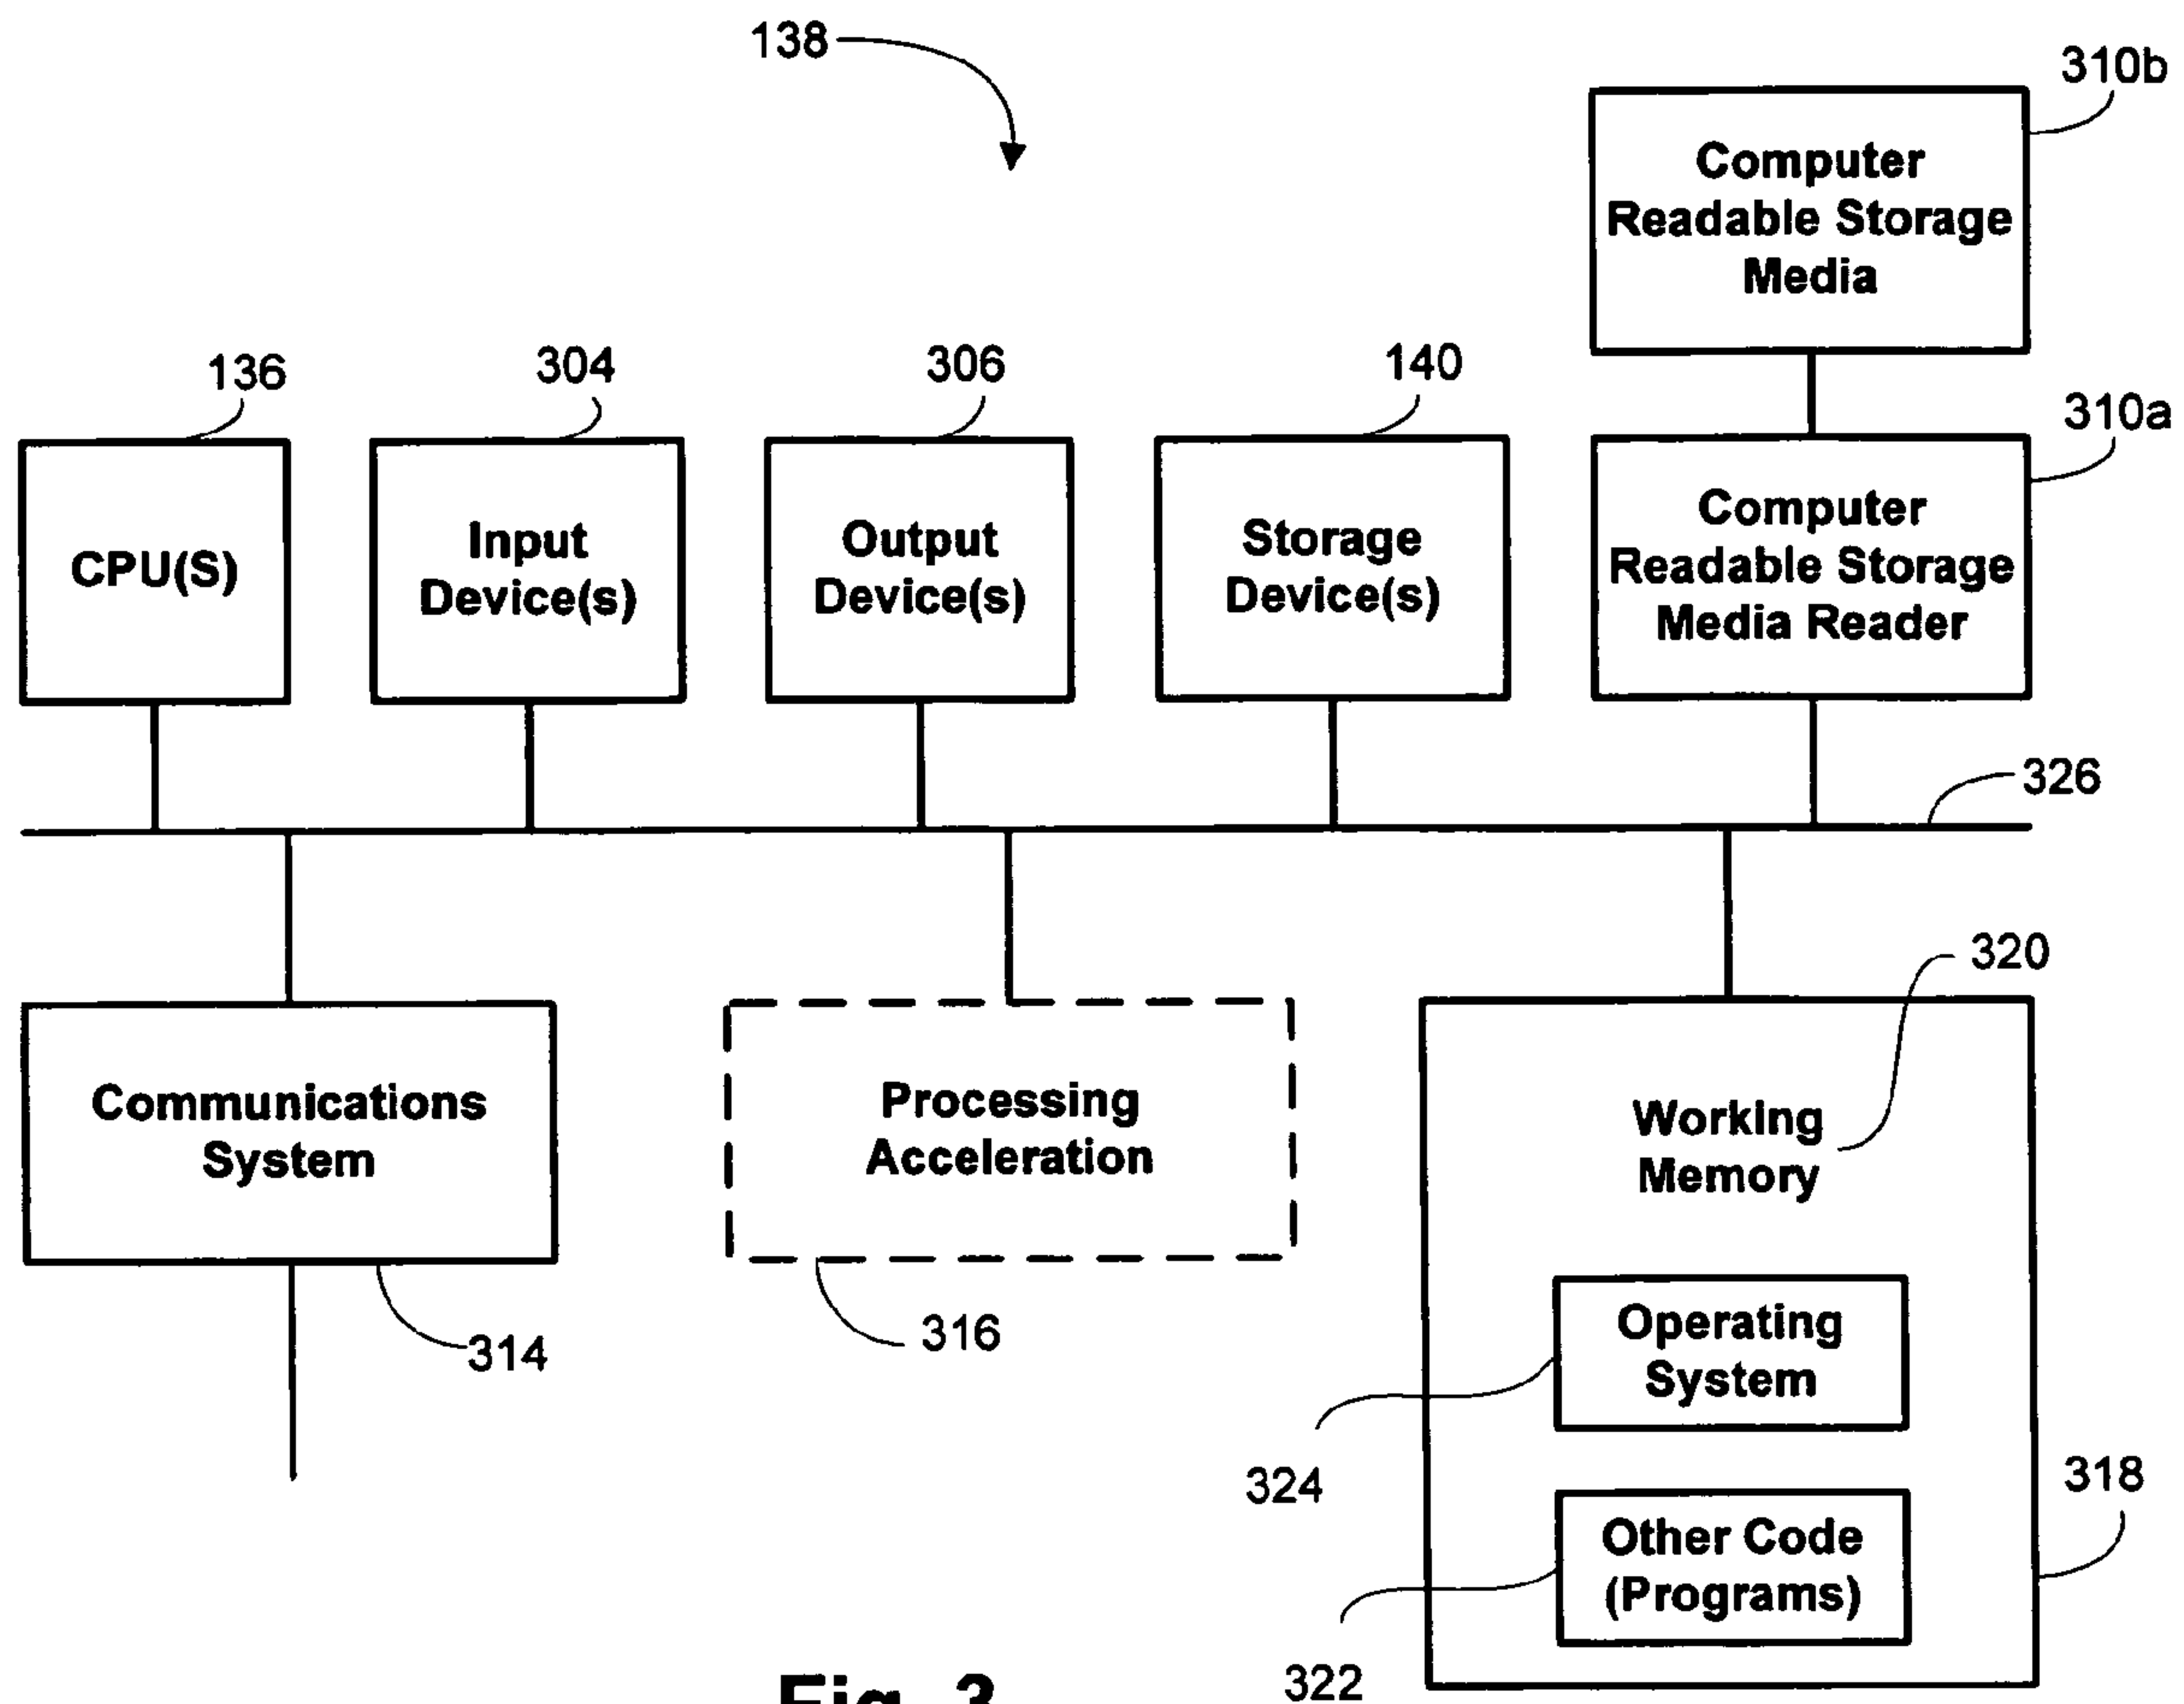 138
310b
Computer
Readable Storage
Media
136
304
306
140
310a
CPU(S)
Input
Device(s)
Output
Device(s)
Storage
Device(s)
Computer
Readable Storage
Media Reader
326
320
Communications
System
Processing
Acceleration
Working
Memory
314
316
Operating
System
324
318
Other Code
(Programs)
322
Fig. 3